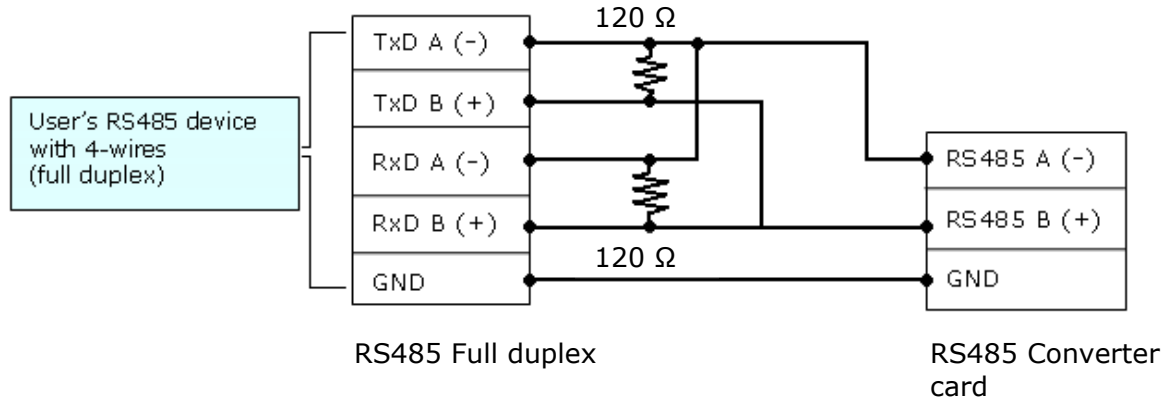 120 Ω
User's RS485 device
with 4-wires
(full duplex)
TxD A (-)
TxD B (+)
RxD A (-)
RxD B (+)
GND
120 Ω
RS485 A (-)
RS485 B (+)
GND
RS485 Full duplex
RS485 Converter
card